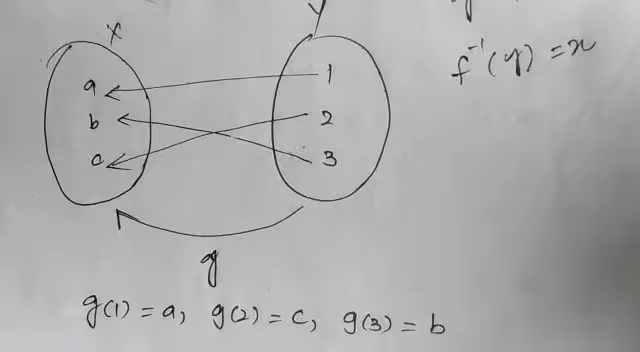 X Y
f⁻¹(y) = x
a 1
b 2
c 3
g
g(1) = a, g(2) = c, g(3) = b